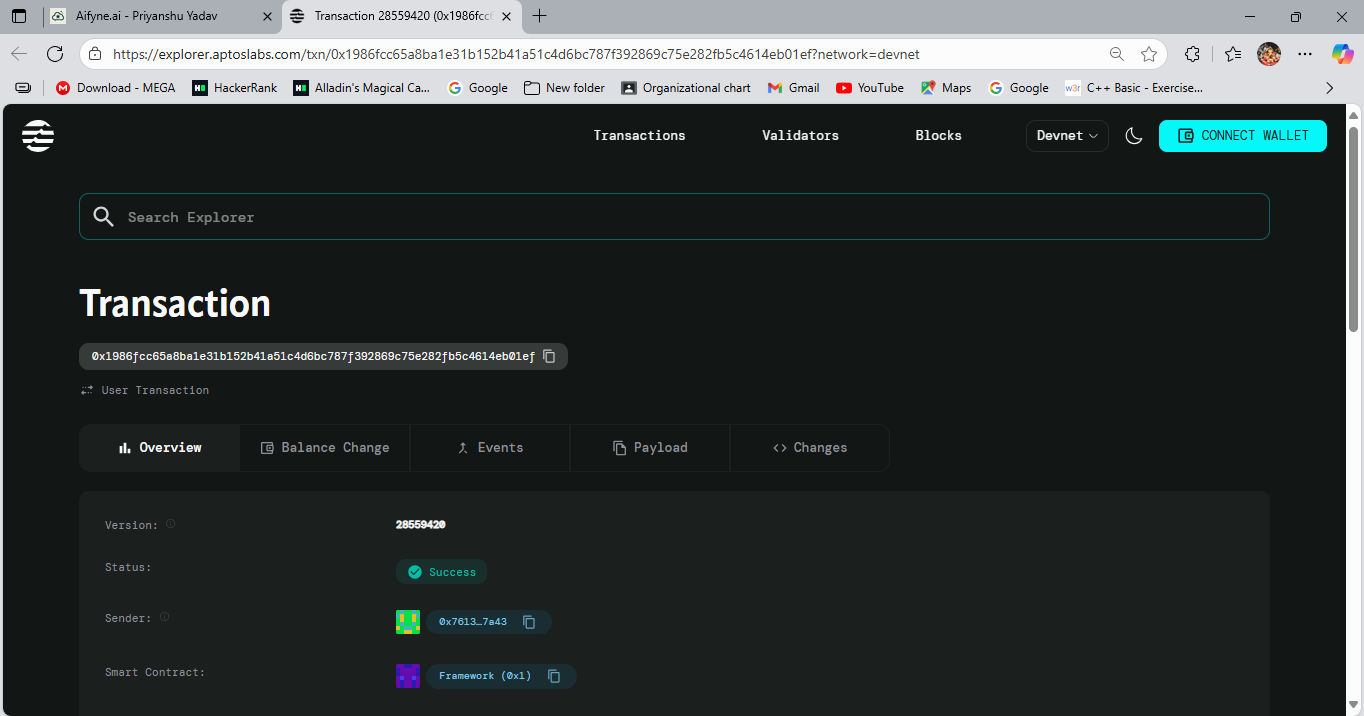 Aifyne.ai - Priyanshu Yadav
Transaction 28559420 (0x1986fcc6
https://explorer.aptoslabs.com/txn/0x1986fcc65a8ba1e31b152b41a51c4d6bc787f392869c75e282fb5c4614eb01ef?network=devnet
Download - MEGA
HackerRank
Alladin's Magical Ca...
Google
New folder
Organizational chart
Gmail
YouTube
Maps
Google
C++ Basic - Exercise...
Transactions
Validators
Blocks
Devnet
CONNECT WALLET
Search Explorer
Transaction
0x1986fcc65a8ba1e31b152b41a51c4d6bc787f392869c75e282fb5c4614eb01ef
User Transaction
Overview
Balance Change
Events
Payload
Changes
Version:
28559420
Status:
Success
Sender:
0x7613…7a43
Smart Contract:
Framework (0x1)